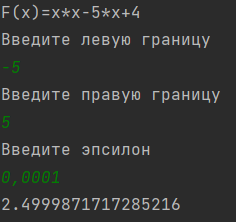 F(x)=x*x-5*x+4
Введите левую границу
-5
Введите правую границу
5
Введите эпсилон
0,0001
2.4999871717285216